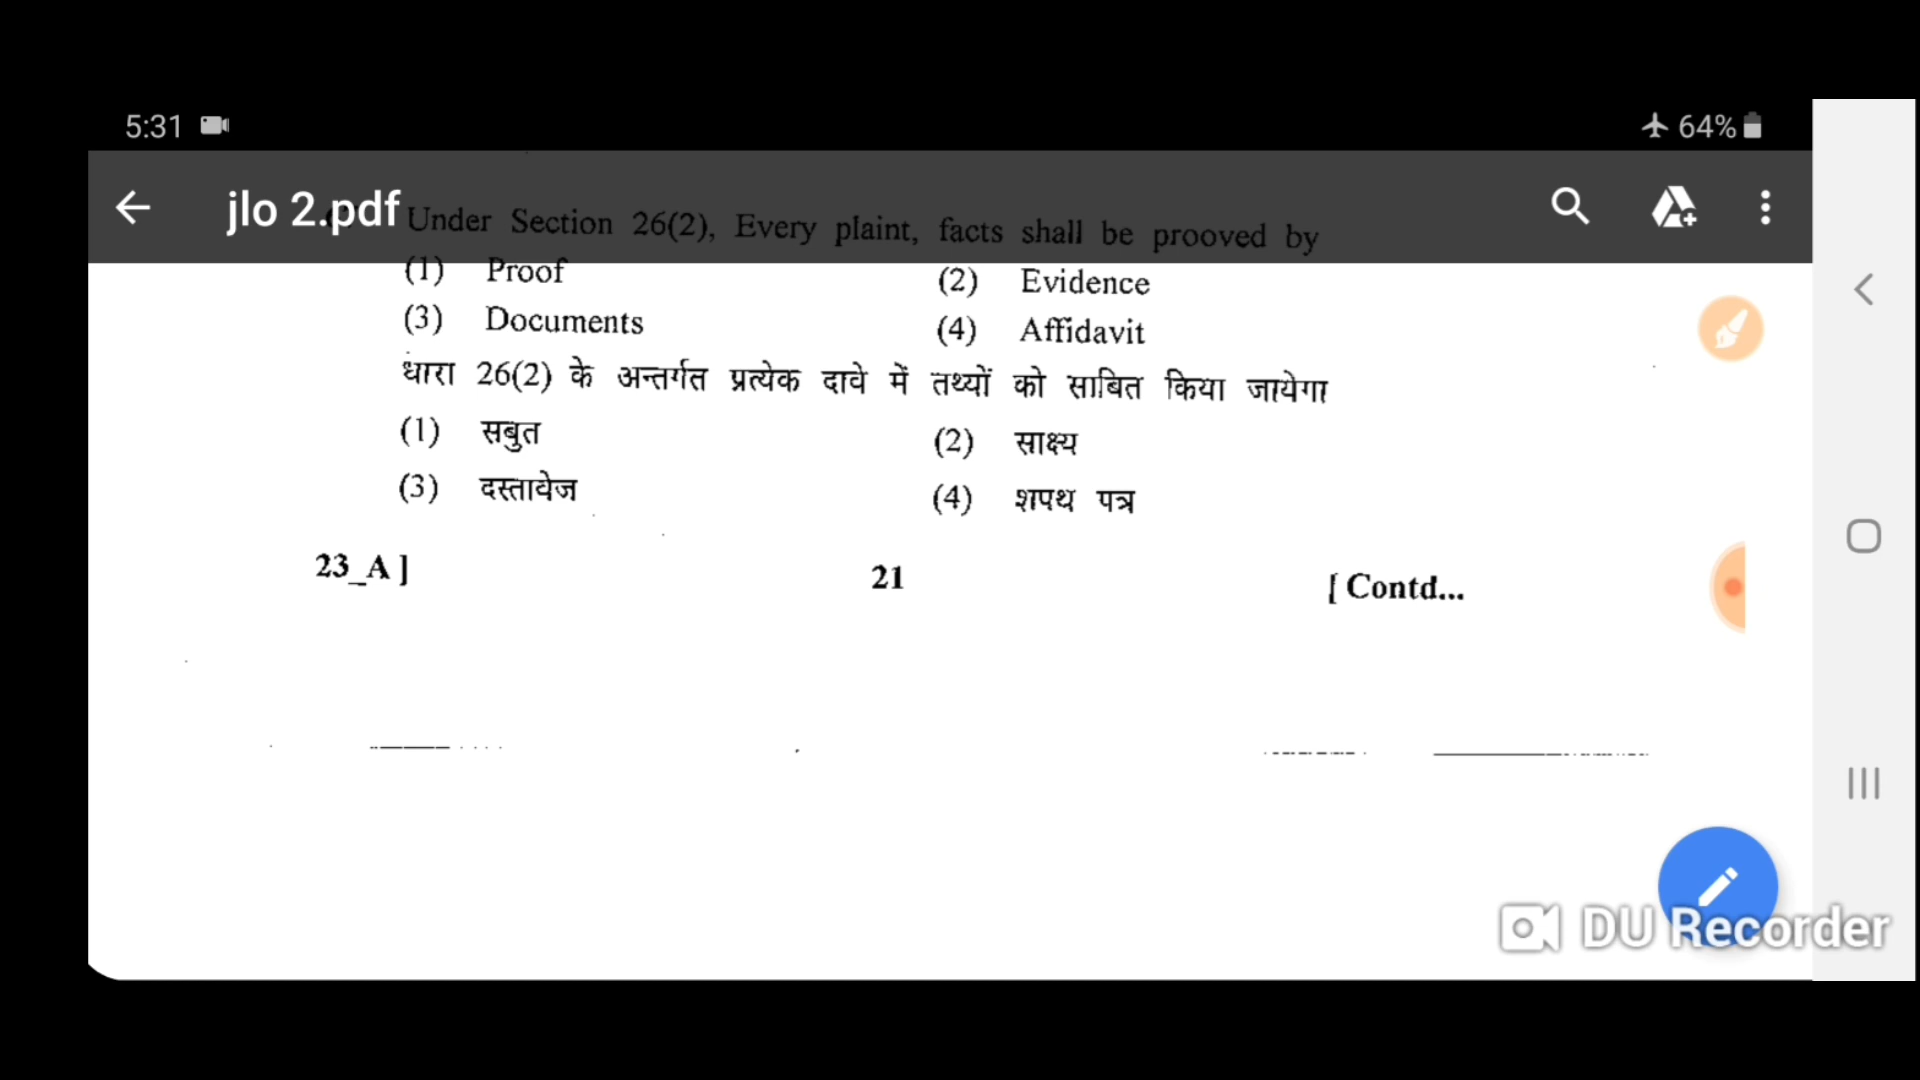 5:31
64%
jlo 2.pdf
Under Section 26(2), Every plaint, facts shall be prooved by
(1) Proof (2) Evidence
(3) Documents (4) Affidavit
धारा 26(2) के अन्तर्गत प्रत्येक दावे में तथ्यों को साबित किया जायेगा
(1) सबुत (2) साक्ष्य
(3) दस्तावेज (4) शपथ पत्र
23_A ] 21 [ Contd...
DU Recorder